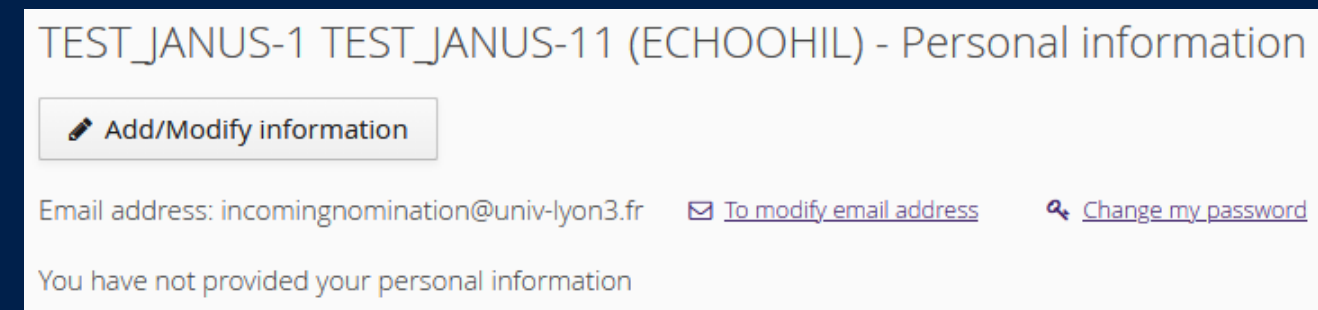 TEST_JANUS-1 TEST_JANUS-11 (ECHOOHIL) - Personal information
Add/Modify information
Email address: incomingnomination@univ-lyon3.fr To modify email address Change my password
You have not provided your personal information